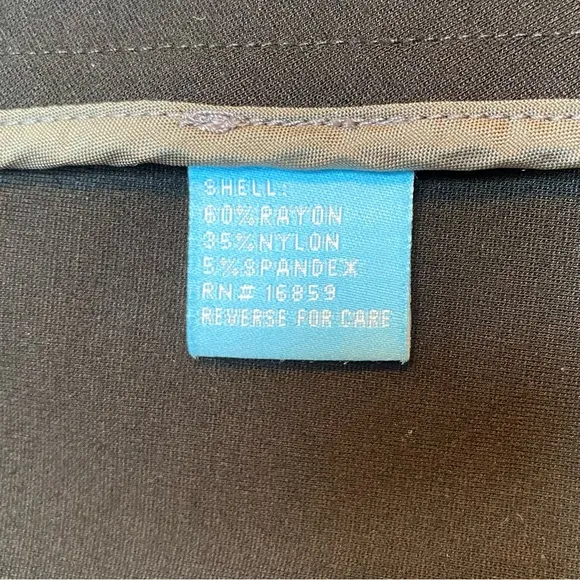 SHELL:
60%RAYON
35%NYLON
5%SPANDEX
RN# 16859
REVERSE FOR CARE